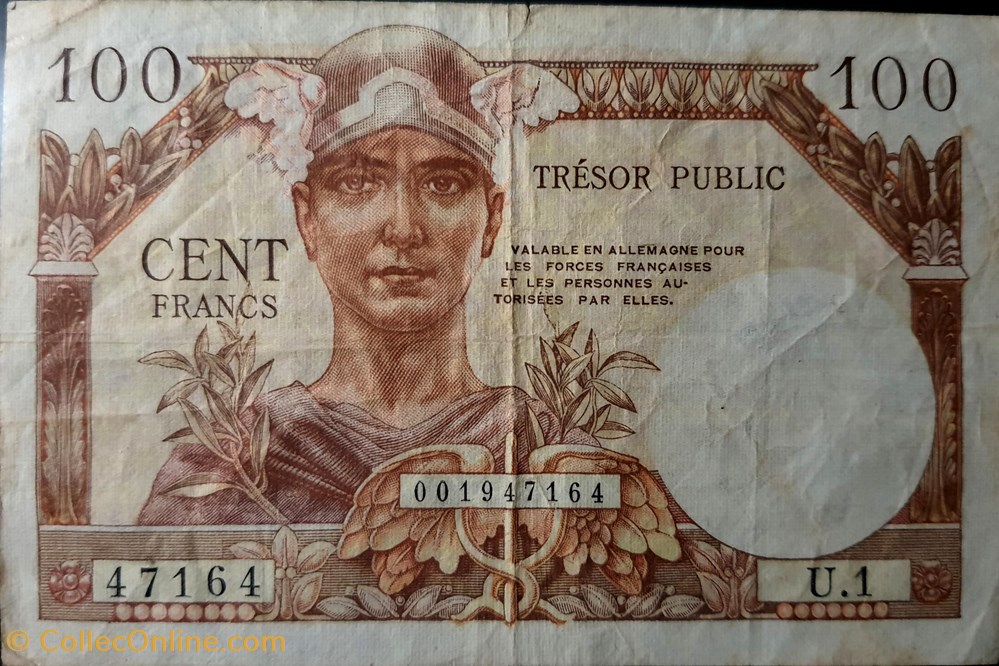 100
100
TRÉSOR PUBLIC
CENT
FRANCS
VALABLE EN ALLEMAGNE POUR
LES FORCES FRANÇAISES
ET LES PERSONNES AU-
TORISÉES PAR ELLES.
001947164
47164
U.1
© CollecOnline.com